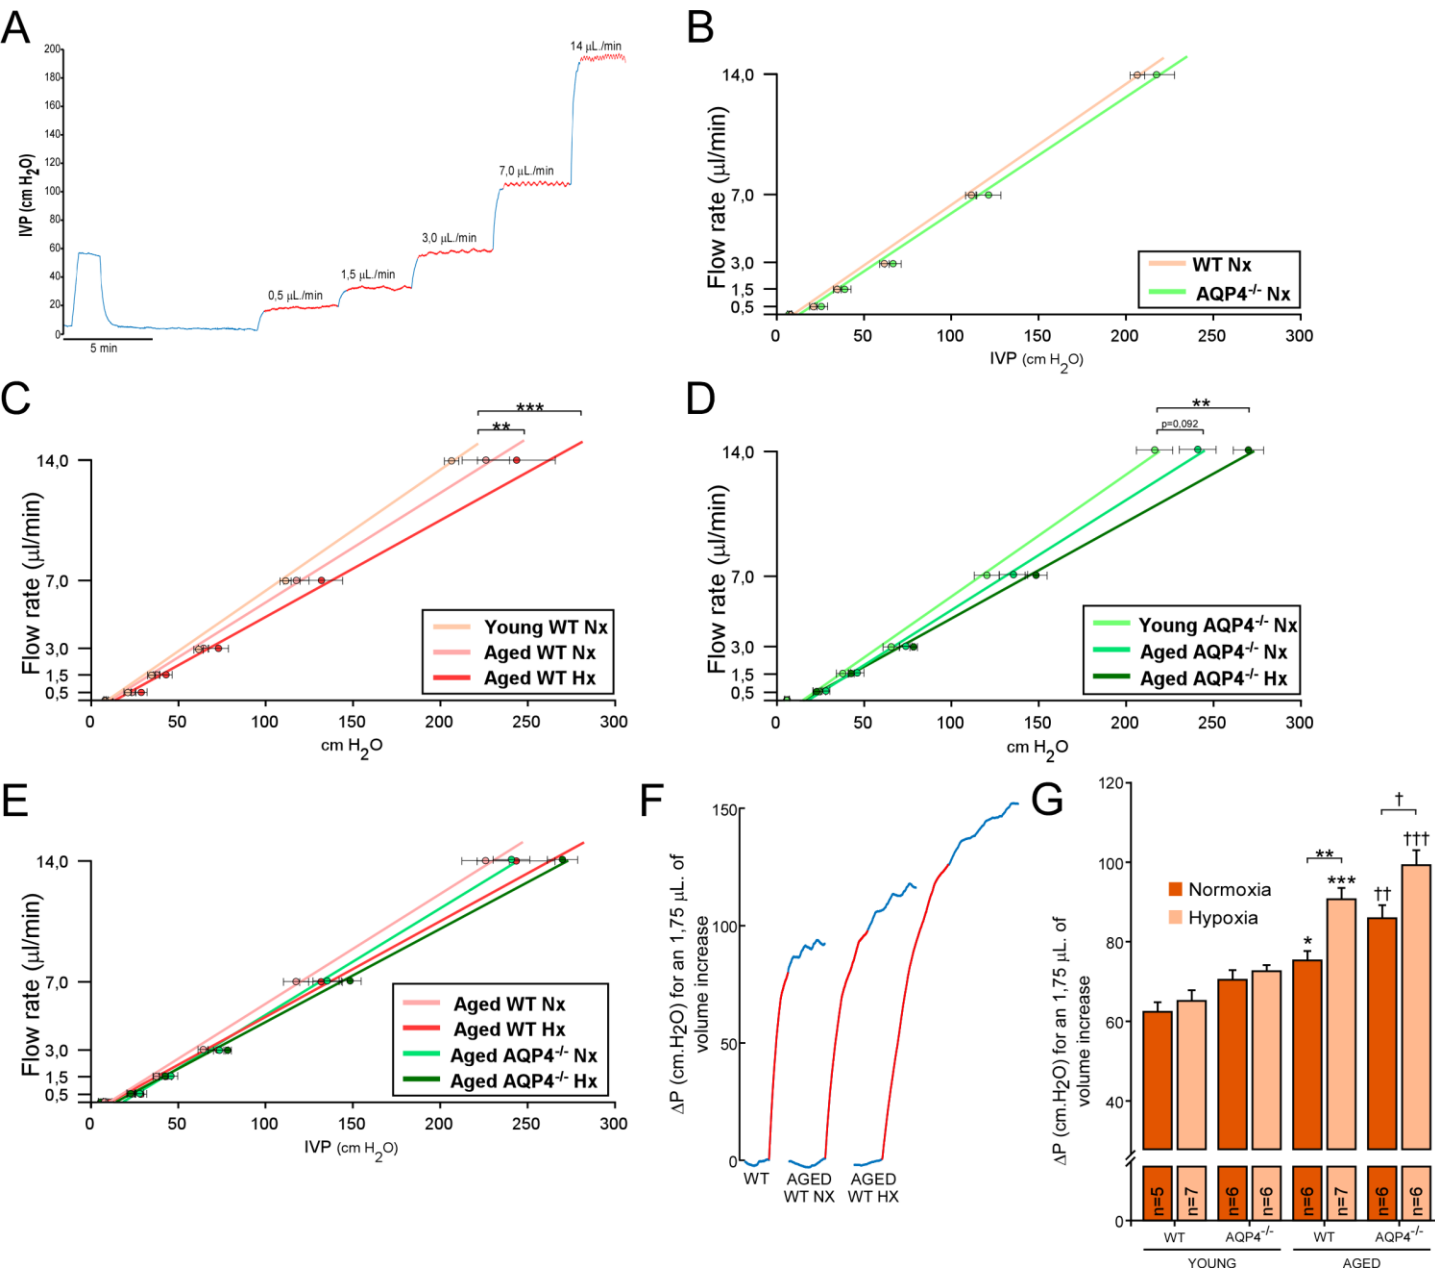 A
IVP (cm H2O)
200
180
160
140
120
100
80
60
40
20
0
5 min
0,5 µL./min
1,5 µL./min
3,0 µL./min
7,0 µL./min
14 µL./min
B
Flow rate (µl/min)
14,0
7,0
3,0
1,5
0,5
0
50
100
150
200
250
300
IVP (cm H2O)
WT Nx
AQP4-/- Nx
C
Flow rate (µl/min)
14,0
7,0
3,0
1,5
0,5
0
50
100
150
200
250
300
cm H2O
***
**
Young WT Nx
Aged WT Nx
Aged WT Hx
D
Flow rate (µl/min)
14,0
7,0
3,0
1,5
0,5
0
50
100
150
200
250
300
cm H2O
**
p=0,092
Young AQP4-/- Nx
Aged AQP4-/- Nx
Aged AQP4-/- Hx
E
Flow rate (µl/min)
14,0
7,0
3,0
1,5
0,5
0
50
100
150
200
250
300
IVP (cm H2O)
Aged WT Nx
Aged WT Hx
Aged AQP4-/- Nx
Aged AQP4-/- Hx
F
ΔP (cm.H2O) for an 1,75 µL. of
volume increase
150
100
50
0
WT
AGED
WT NX
AGED
WT HX
G
ΔP (cm.H2O) for an 1,75 µL. of
volume increase
120
100
80
60
40
0
Normoxia
Hypoxia
*
**
***
††
†
†††
n=5
n=7
n=6
n=6
n=6
n=7
n=6
n=6
WT
AQP4-/-
WT
AQP4-/-
YOUNG
AGED